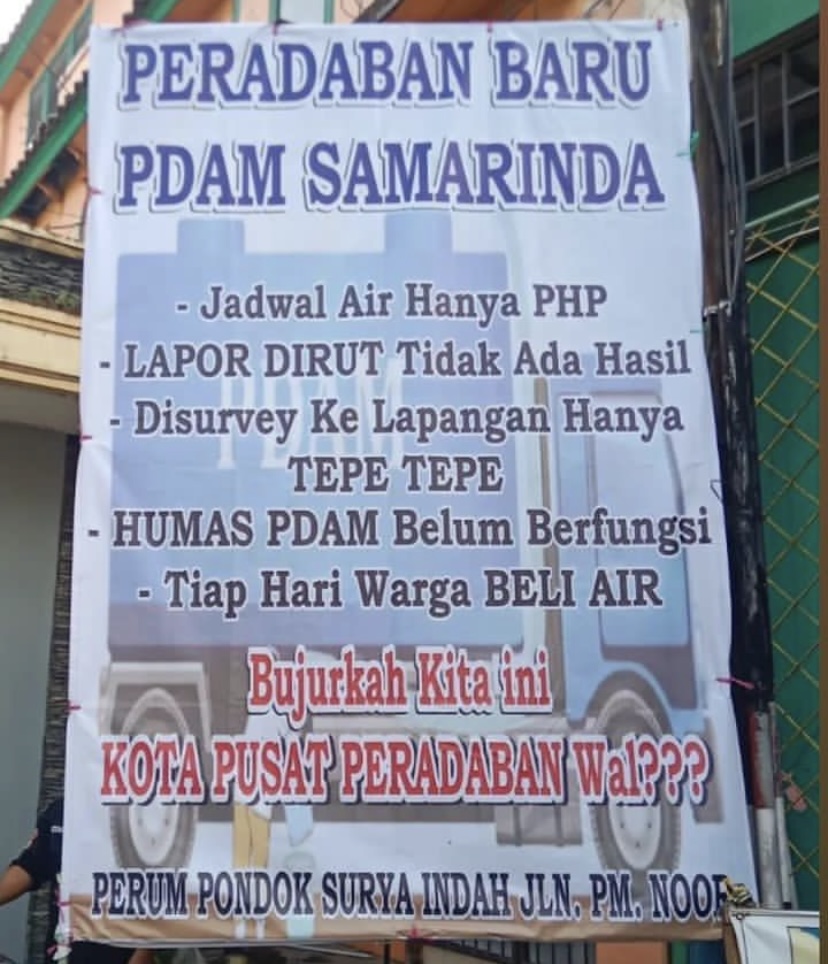 PERADABAN BARU
PDAM SAMARINDA
- Jadwal Air Hanya PHP
- LAPOR DIRUT Tidak Ada Hasil
- Disurvey Ke Lapangan Hanya
TEPE TEPE
- HUMAS PDAM Belum Berfungsi
- Tiap Hari Warga BELI AIR
PDAM
Bujurkah Kita ini
KOTA PUSAT PERADABAN Wal???
PERUM PONDOK SURYA INDAH JLN. PM. NOOR